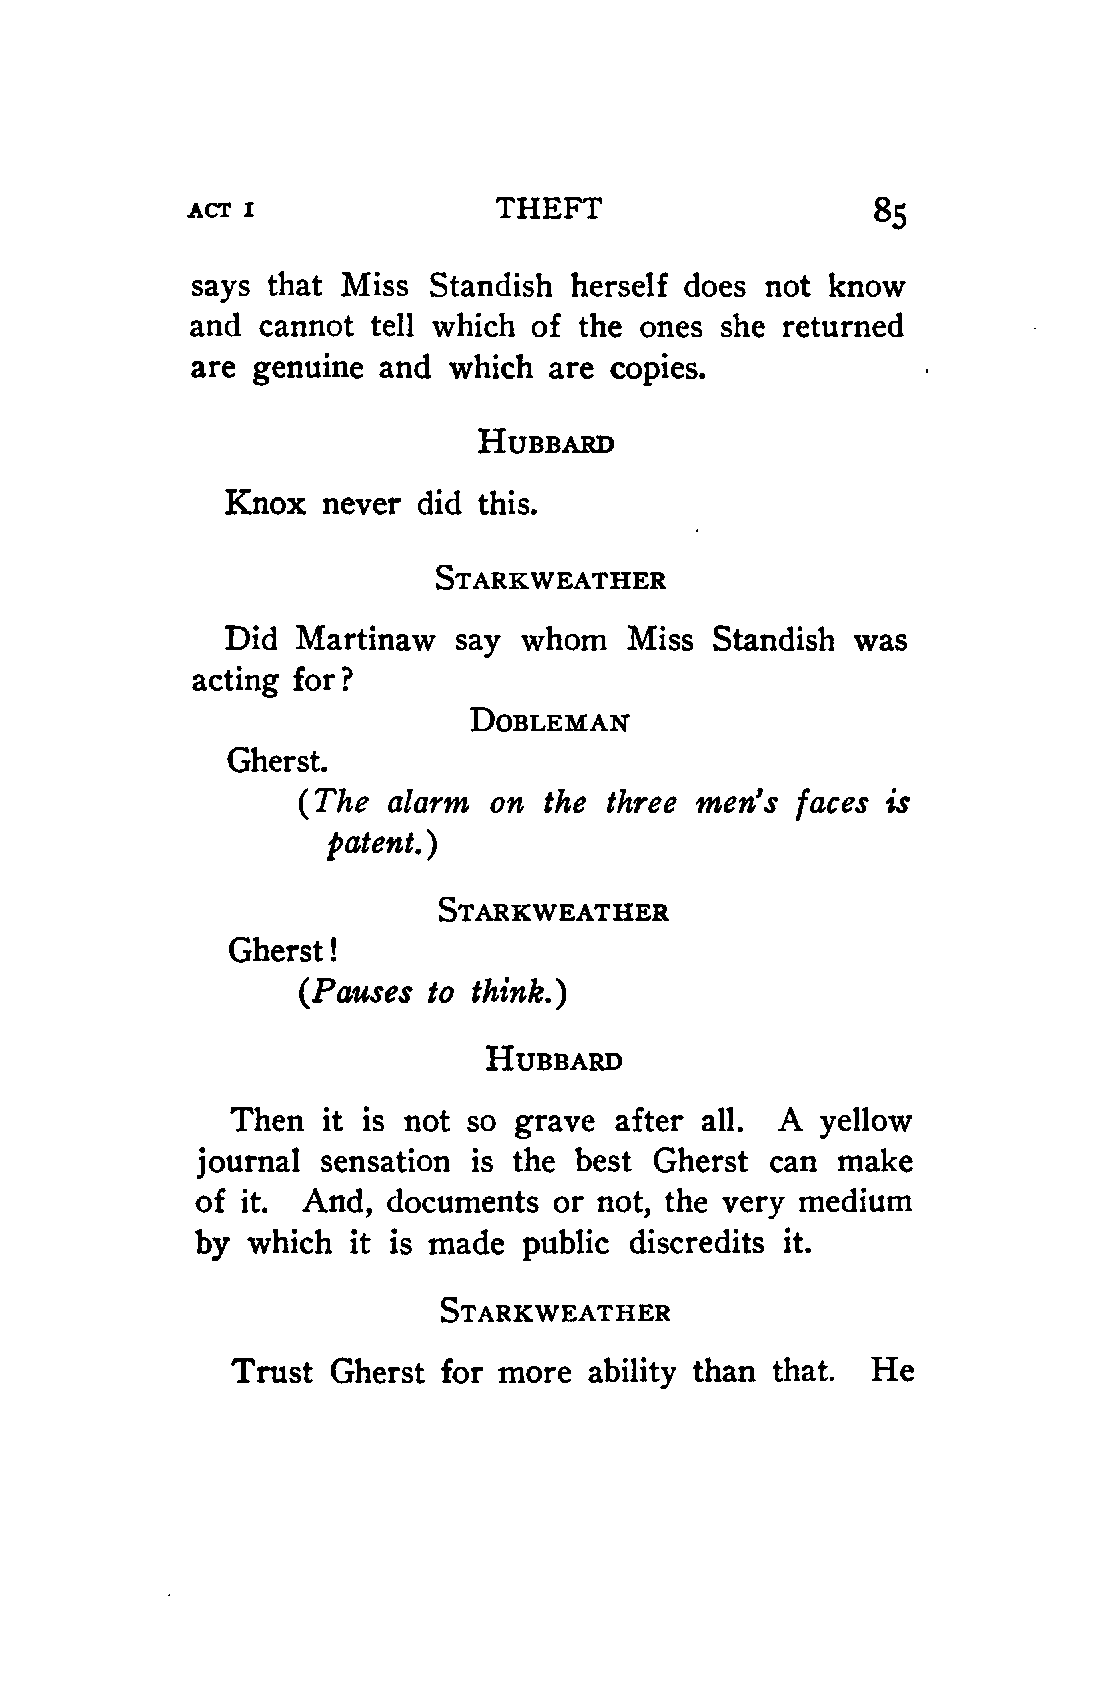 ACT I THEFT 85
says that Miss Standish herself does not know
and cannot tell which of the ones she returned
are genuine and which are copies.
HUBBARD
Knox never did this.
STARKWEATHER
Did Martinaw say whom Miss Standish was
acting for?
DOBLEMAN
Gherst.
(The alarm on the three men's faces is
patent.)
STARKWEATHER
Gherst!
(Pauses to think.)
HUBBARD
Then it is not so grave after all. A yellow
journal sensation is the best Gherst can make
of it. And, documents or not, the very medium
by which it is made public discredits it.
STARKWEATHER
Trust Gherst for more ability than that. He